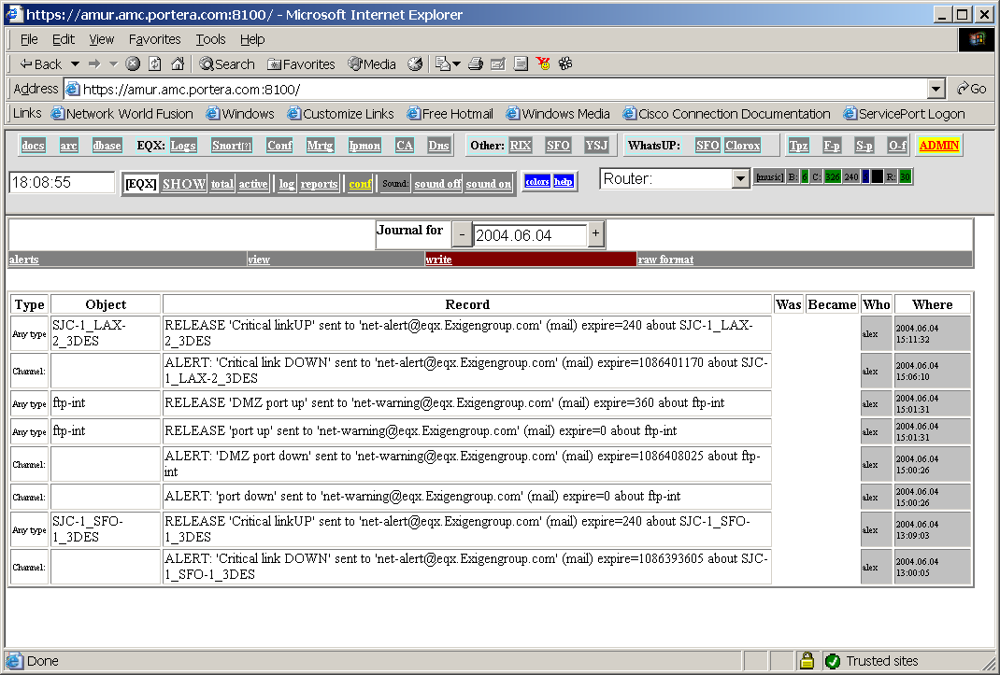 https://amur.amc.portera.com:8100/ - Microsoft Internet Explorer
File Edit View Favorites Tools Help
Back Search Favorites Media
Address https://amur.amc.portera.com:8100/ Go
Links Network World Fusion Windows Customize Links Free Hotmail Windows Media Cisco Connection Documentation ServicePort Logon
docs arc dbase EQX: Logs Snort[?] Conf Mrtg Ipmon CA Dns Other: RIX SFO YSJ WhatsUP: SFO Clorox Tpz F-p S-p O-f ADMIN
18:08:55 [EQX] SHOW total active log reports conf Sound: sound off sound on colors help Router: [music] B: 6 C: 326 240 R: 30
Journal for - 2004.06.04 +
alerts view write raw format
Type Object Record Was Became Who Where
Any type SJC-1_LAX-2_3DES RELEASE 'Critical linkUP' sent to 'net-alert@eqx.Exigengroup.com' (mail) expire=240 about SJC-1_LAX-
2_3DES alex 2004.06.04
15:11:32
Channel: ALERT: 'Critical link DOWN' sent to 'net-alert@eqx.Exigengroup.com' (mail) expire=1086401170 about SJC-
1_LAX-2_3DES alex 2004.06.04
15:06:10
Any type ftp-int RELEASE 'DMZ port up' sent to 'net-warning@eqx.Exigengroup.com' (mail) expire=360 about ftp-int alex 2004.06.04
15:01:31
Any type ftp-int RELEASE 'port up' sent to 'net-warning@eqx.Exigengroup.com' (mail) expire=0 about ftp-int alex 2004.06.04
15:01:31
Channel: ALERT: 'DMZ port down' sent to 'net-warning@eqx.Exigengroup.com' (mail) expire=1086408025 about ftp-
int alex 2004.06.04
15:00:26
Channel: ALERT: 'port down' sent to 'net-warning@eqx.Exigengroup.com' (mail) expire=0 about ftp-int alex 2004.06.04
15:00:26
Any type SJC-1_SFO-1_3DES RELEASE 'Critical linkUP' sent to 'net-alert@eqx.Exigengroup.com' (mail) expire=240 about SJC-1_SFO-
1_3DES alex 2004.06.04
13:09:03
Channel: ALERT: 'Critical link DOWN' sent to 'net-alert@eqx.Exigengroup.com' (mail) expire=1086393605 about SJC-
1_SFO-1_3DES alex 2004.06.04
13:00:05
Done Trusted sites